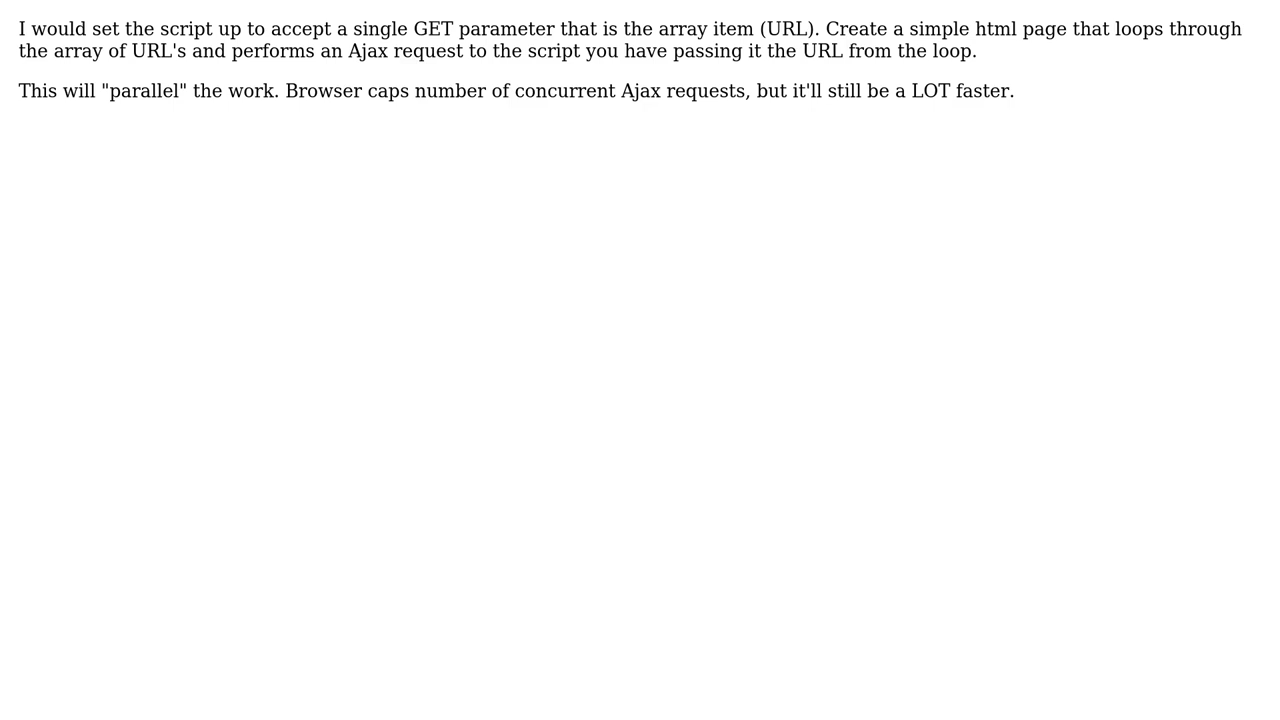 I would set the script up to accept a single GET parameter that is the array item (URL). Create a simple html page that loops through
the array of URL's and performs an Ajax request to the script you have passing it the URL from the loop.
This will "parallel" the work. Browser caps number of concurrent Ajax requests, but it'll still be a LOT faster.